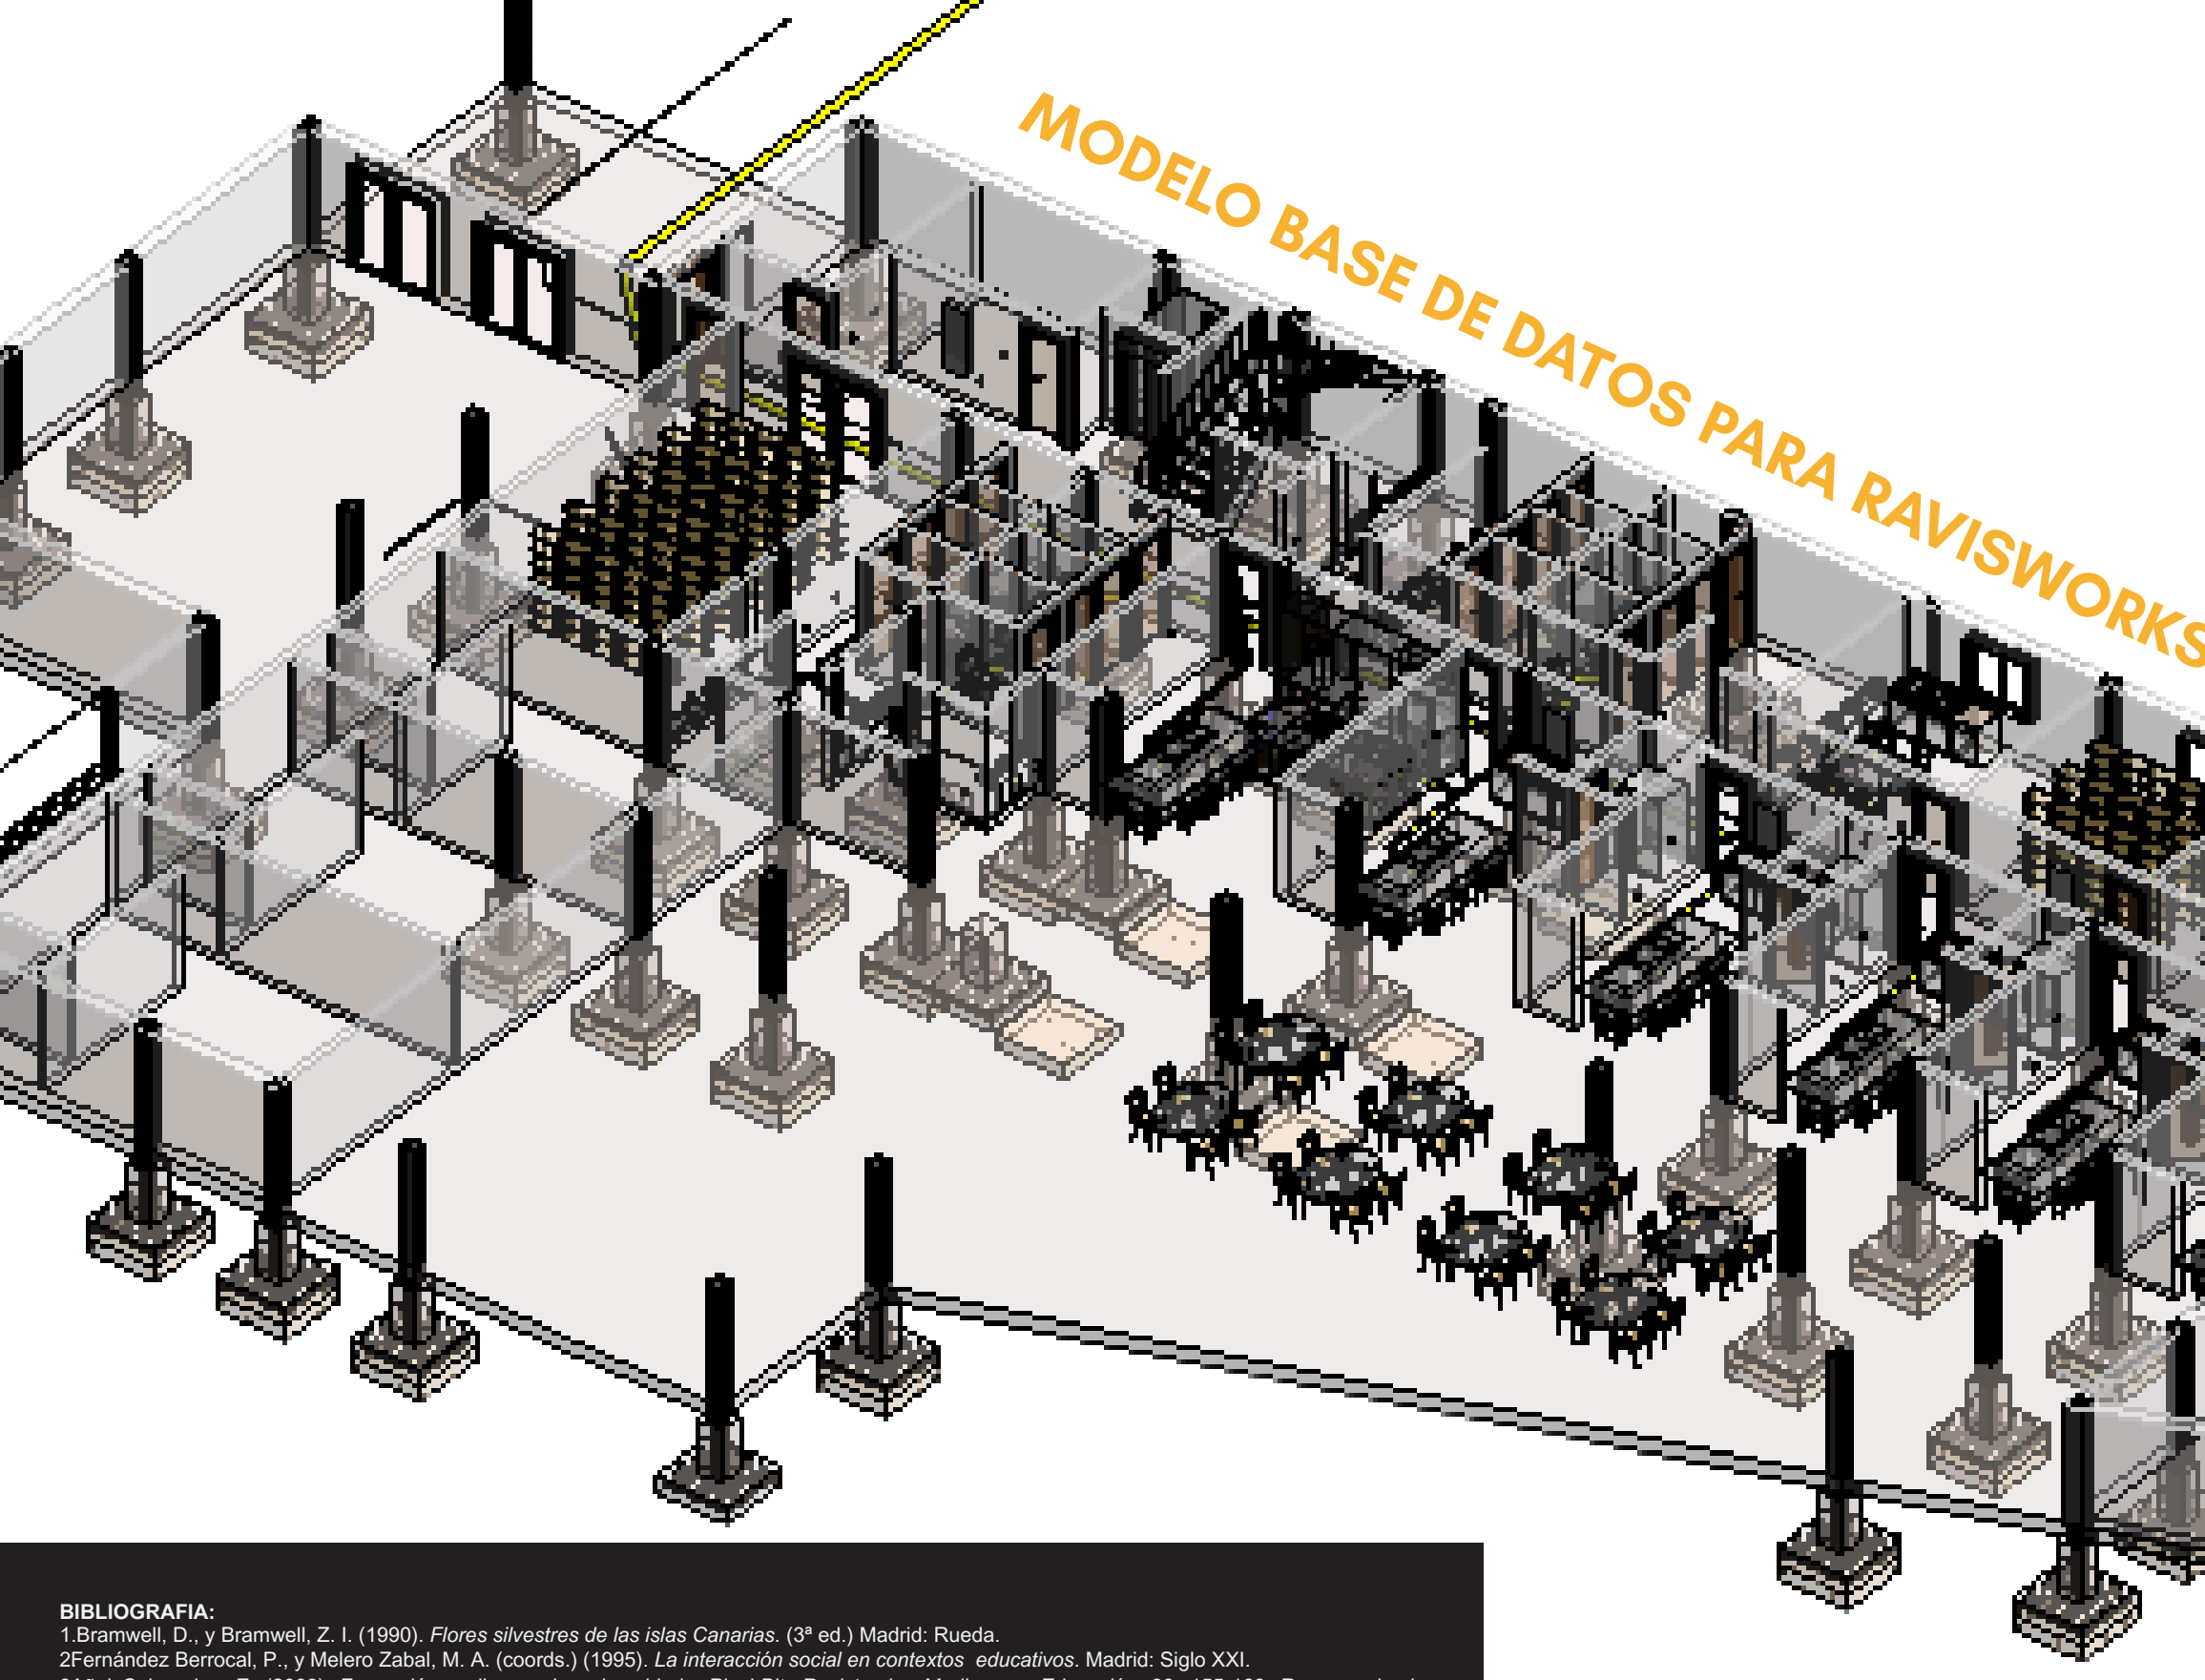 MODELO BASE DE DATOS PARA RAVISWORKS
BIBLIOGRAFIA:
1.Bramwell, D., y Bramwell, Z. I. (1990). Flores silvestres de las islas Canarias. (3ª ed.) Madrid: Rueda.
2Fernández Berrocal, P., y Melero Zabal, M. A. (coords.) (1995). La interacción social en contextos educativos. Madrid: Siglo XXI.